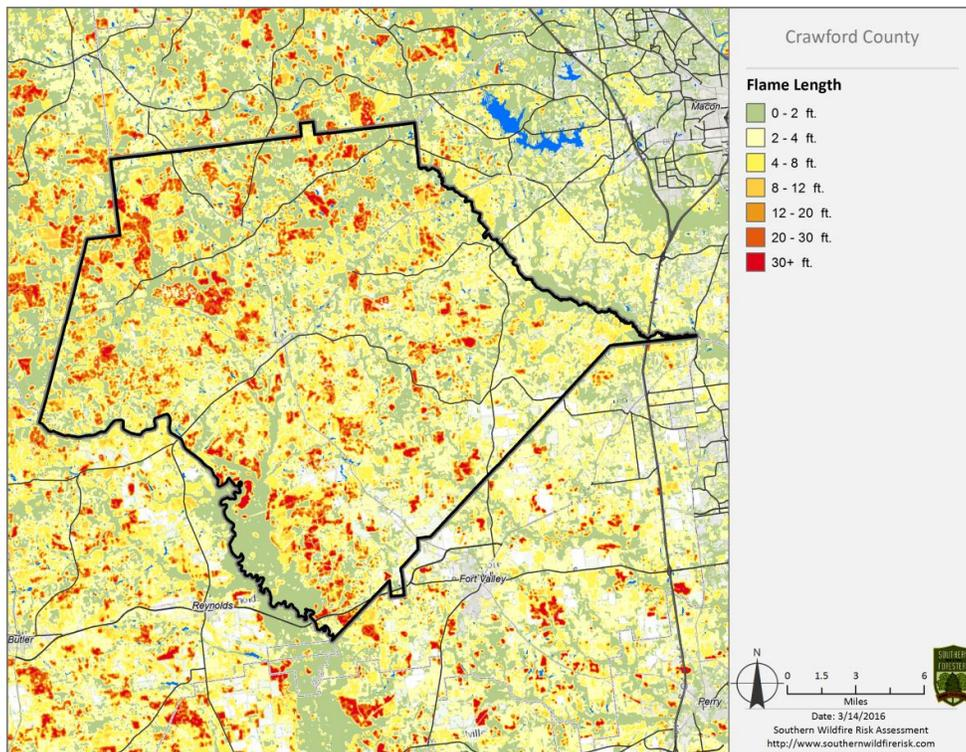 Crawford County
Flame Length
0 - 2 ft.
2 - 4 ft.
4 - 8 ft.
8 - 12 ft.
12 - 20 ft.
20 - 30 ft.
30+ ft.
Macon
Fort Valley
Reynolds
Butler
Perry
N
0 1.5 3 6
Miles
Date: 3/14/2016
Southern Wildfire Risk Assessment
http://www.southernwildfirerisk.com
SOUTHERN